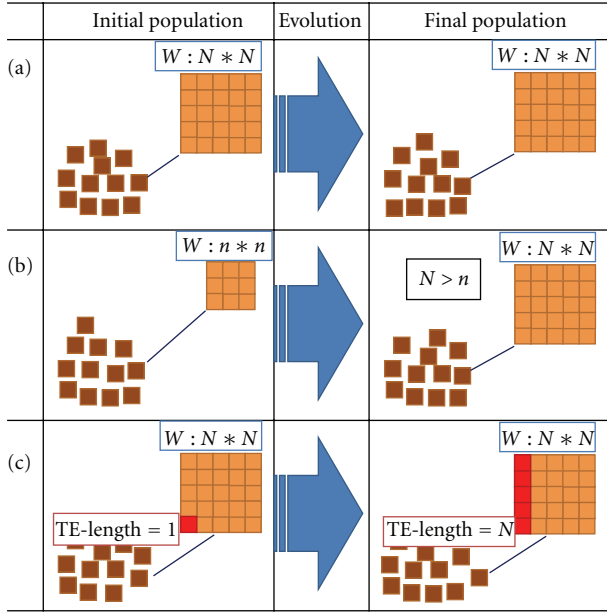 Initial population Evolution Final population
(a)
W : N * N
W : N * N
(b)
W : n * n
N > n
W : N * N
(c)
W : N * N
TE-length = 1
W : N * N
TE-length = N